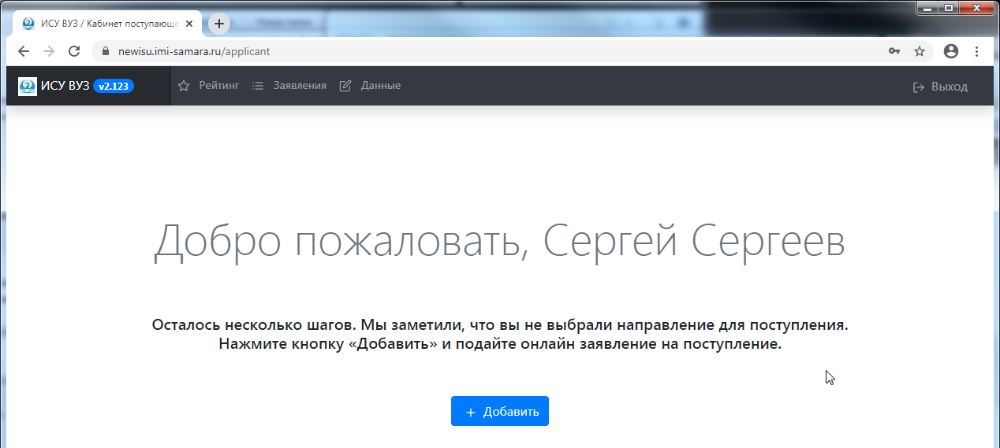 ИСУ ВУЗ / Кабинет поступающе
newisu.imi-samara.ru/applicant
ИСУ ВУЗ v2.123 Рейтинг Заявления Данные Выход
Добро пожаловать, Сергей Сергеев
Осталось несколько шагов. Мы заметили, что вы не выбрали направление для поступления.
Нажмите кнопку «Добавить» и подайте онлайн заявление на поступление.
+ Добавить